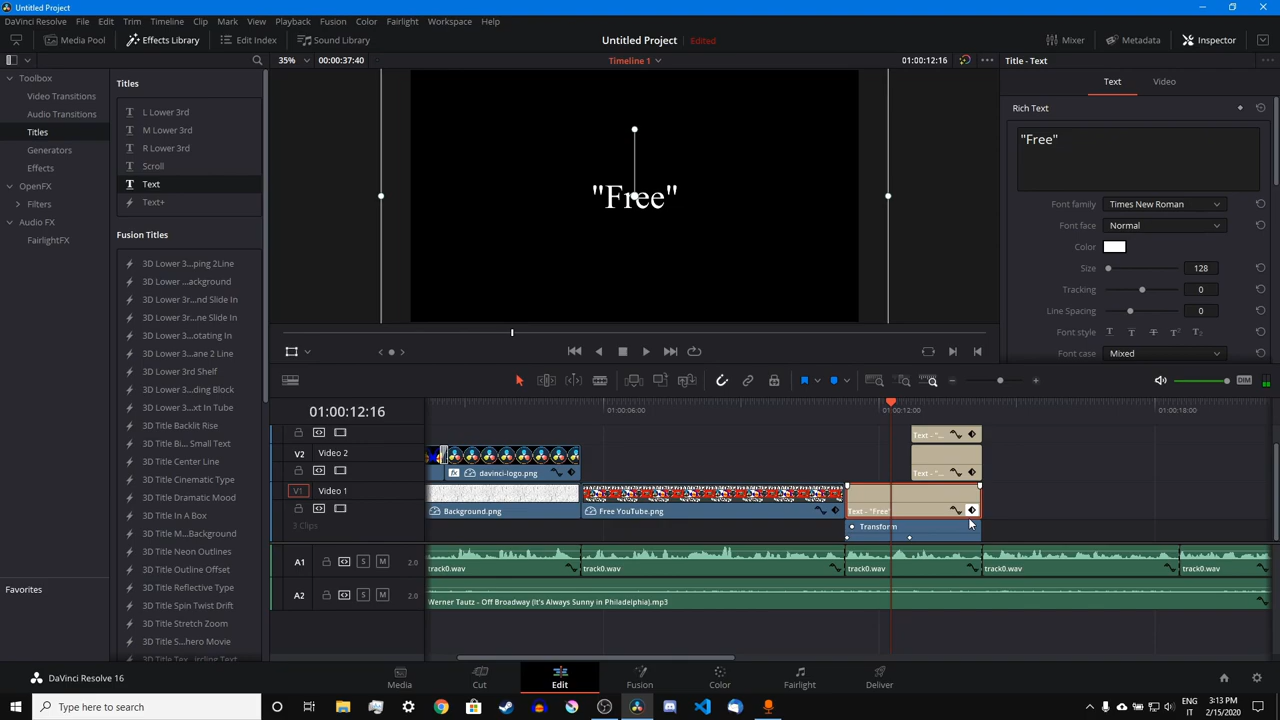 Untitled Project
DaVinci Resolve File Edit Trim Timeline Clip Mark View Playback Fusion Color Fairlight Workspace Help
Media Pool Effects Library Edit Index Sound Library Untitled Project Edited Mixer Metadata Inspector
35% 00:00:37:40 Timeline 1 01:00:12:16 Title - Text
Toolbox
Video Transitions
Audio Transitions
Titles
Generators
Effects
OpenFX
Filters
Audio FX
FairlightFX
Favorites
Titles
L Lower 3rd
M Lower 3rd
R Lower 3rd
Scroll
Text
Text+
Fusion Titles
3D Lower 3...ping 2Line
3D Lower ...ackground
3D Lower 3r...nd Slide In
3D Lower 3r...ne Slide In
3D Lower 3...otating In
3D Lower 3...ane 2 Line
3D Lower 3rd Shelf
3D Lower 3...ding Block
3D Lower 3...xt In Tube
3D Title Backlit Rise
3D Title Bi... Small Text
3D Title Center Line
3D Title Cinematic Type
3D Title Dramatic Mood
3D Title In A Box
3D Title M...Background
3D Title Neon Outlines
3D Title Outline Offset
3D Title Reflective Type
3D Title Spin Twist Drift
3D Title Stretch Zoom
3D Title S...hero Movie
3D Title Tex...ircling Text
"Free"
Text Video
Rich Text
"Free"
Font family Times New Roman
Font face Normal
Color
Size 128
Tracking 0
Line Spacing 0
Font style T T T T T
Font case Mixed
DIM
01:00:12:16 01:00:06:00 01:00:12:00 01:00:18:00
Text - "...
V2 Video 2
davinci-logo.png
Text - "...
V1 Video 1
3 Clips
Background.png Free YouTube.png Text - "Free"
Transform
A1 S M 2.0
track0.wav track0.wav track0.wav track0.wav track0.wav
A2 S M 2.0
Werner Tautz - Off Broadway (It's Always Sunny in Philadelphia).mp3
DaVinci Resolve 16
Media Cut Edit Fusion Color Fairlight Deliver
Type here to search
ENG 3:13 PM
IT 2/15/2020